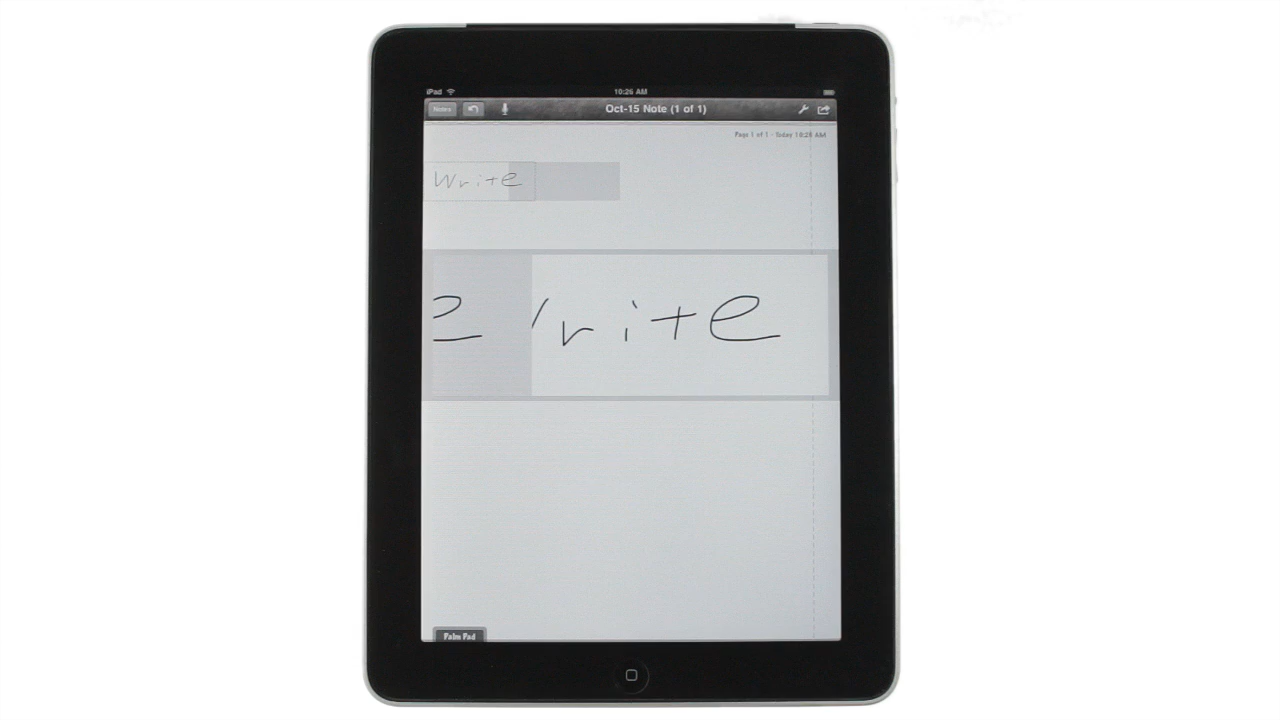 iPad 10:26 AM
Notes Oct-15 Note (1 of 1)
Page 1 of 1 - Today 10:26 AM
Write
e rite
Palm Pad